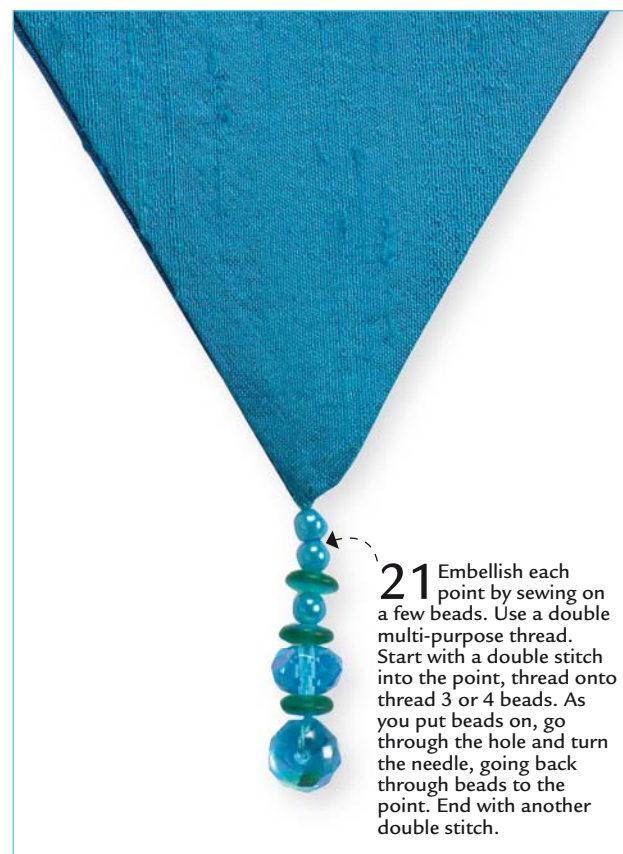 21 Embellish each
point by sewing on
a few beads. Use a double
multi-purpose thread.
Start with a double stitch
into the point, thread onto
thread 3 or 4 beads. As
you put beads on, go
through the hole and turn
the needle, going back
through beads to the
point. End with another
double stitch.